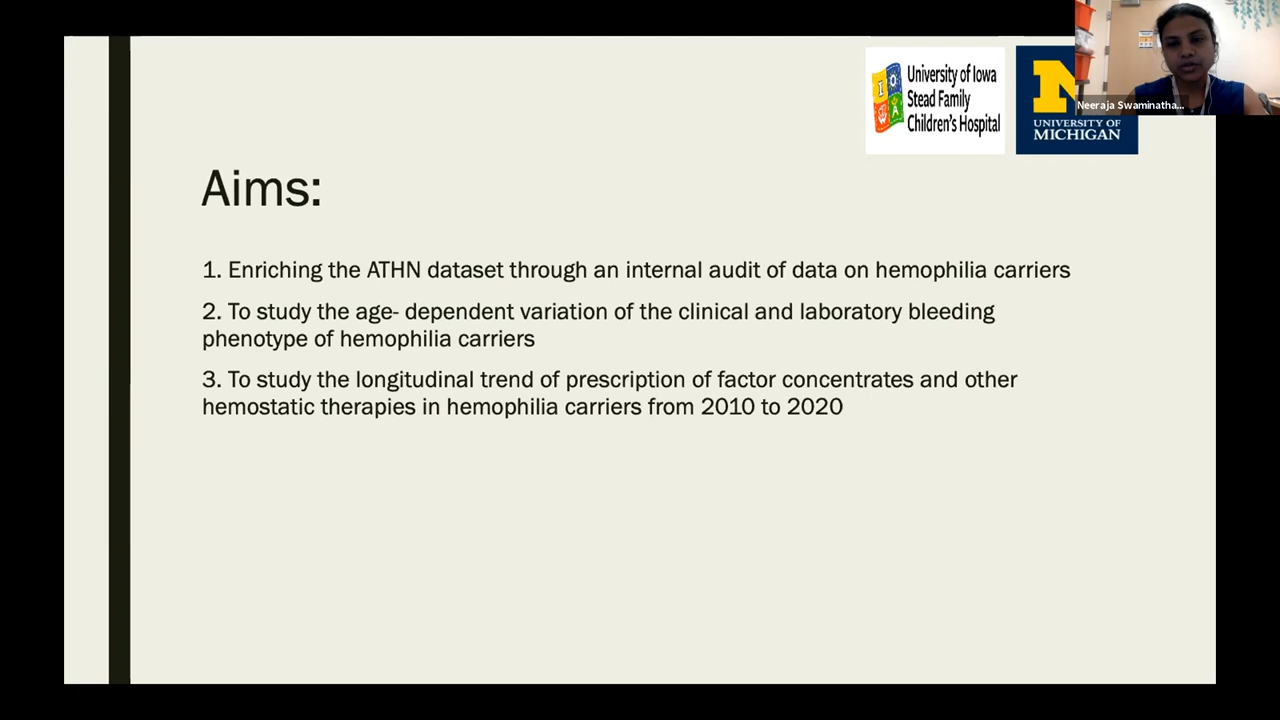 University of Iowa
Stead Family
Children's Hospital
UNIVERSITY OF
MICHIGAN
Neeraja Swaminatha...
Aims:
1. Enriching the ATHN dataset through an internal audit of data on hemophilia carriers
2. To study the age- dependent variation of the clinical and laboratory bleeding
phenotype of hemophilia carriers
3. To study the longitudinal trend of prescription of factor concentrates and other
hemostatic therapies in hemophilia carriers from 2010 to 2020